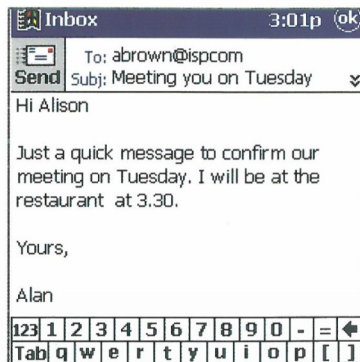 Inbox 3:01p ok
To: abrown@ispcom
Send Subj: Meeting you on Tuesday
Hi Alison
Just a quick message to confirm our
meeting on Tuesday. I will be at the
restaurant at 3.30.
Yours,
Alan
123 1 2 3 4 5 6 7 8 9 0 - =
Tab q w e r t y u i o p [ ]